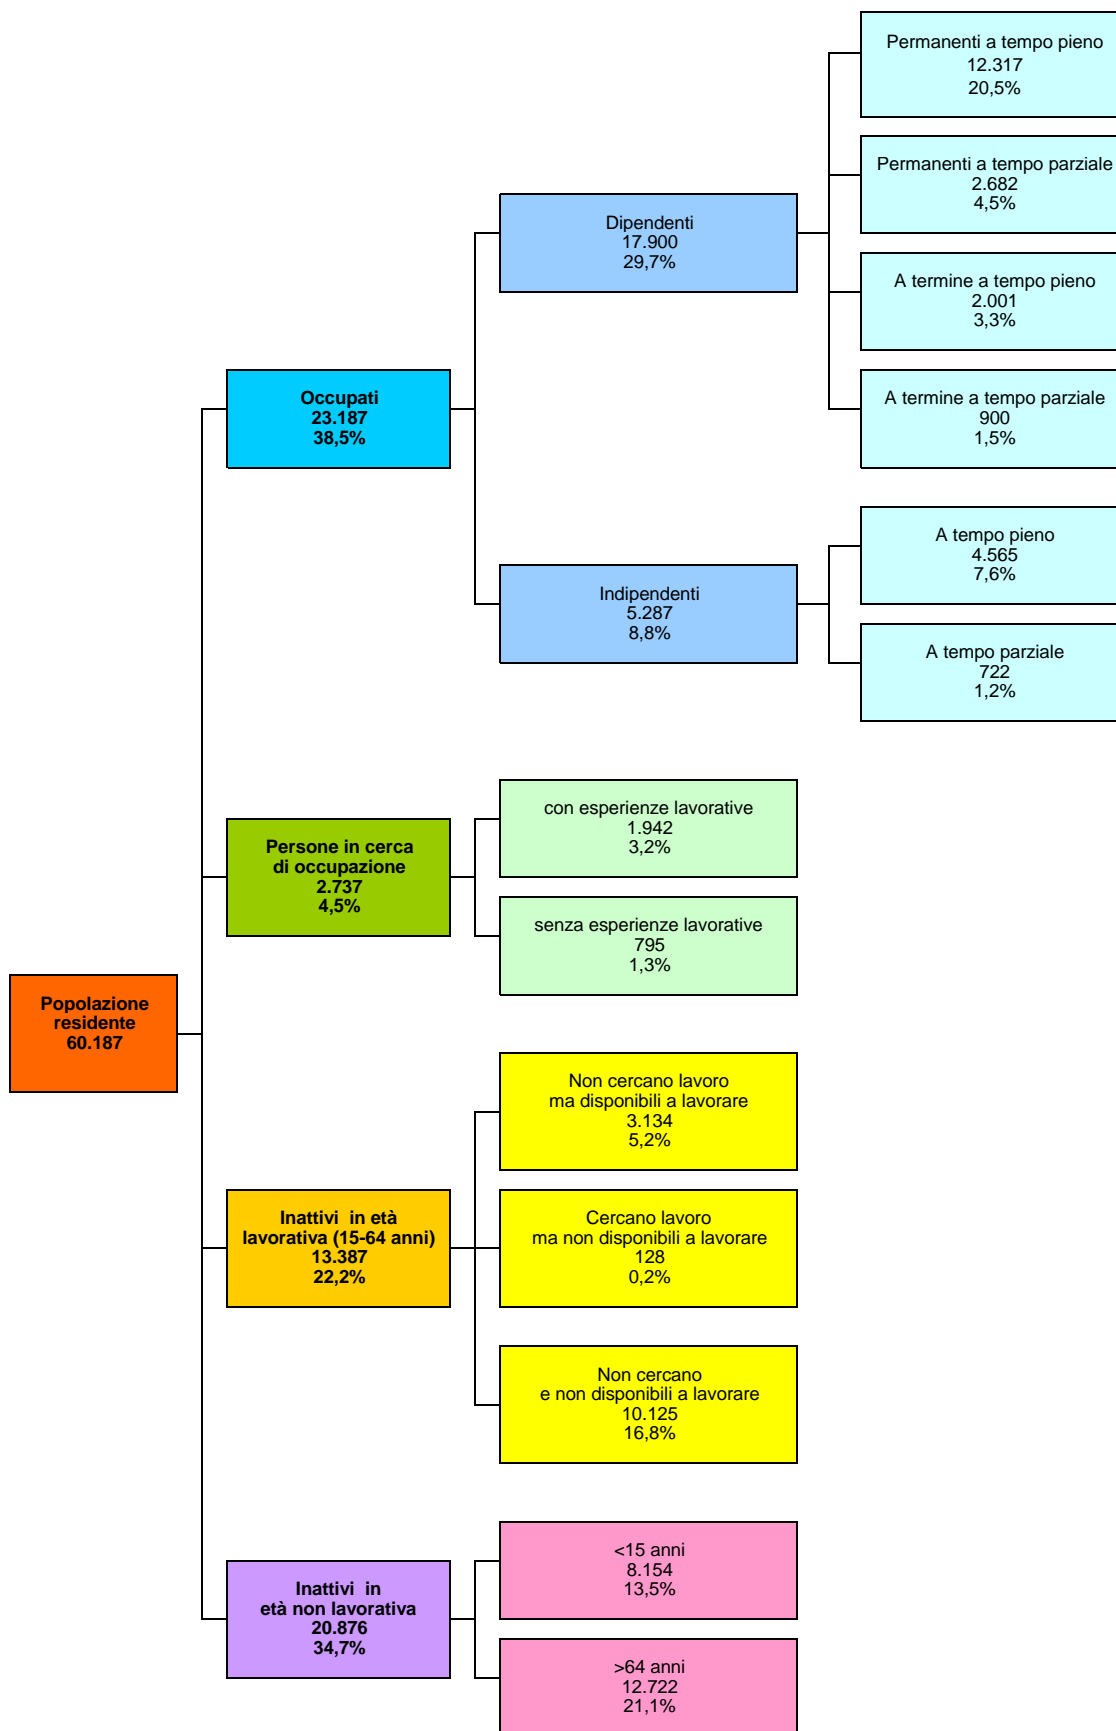 Permanenti a tempo pieno
12.317
20,5%
Permanenti a tempo parziale
2.682
4,5%
Dipendenti
17.900
29,7%
A termine a tempo pieno
2.001
3,3%
Occupati
23.187
38,5%
A termine a tempo parziale
900
1,5%
A tempo pieno
4.565
7,6%
Indipendenti
5.287
8,8%
A tempo parziale
722
1,2%
con esperienze lavorative
1.942
3,2%
Persone in cerca
di occupazione
2.737
4,5%
senza esperienze lavorative
795
1,3%
Popolazione
residente
60.187
Non cercano lavoro
ma disponibili a lavorare
3.134
5,2%
Inattivi  in età
lavorativa (15-64 anni)
13.387
22,2%
Cercano lavoro
ma non disponibili a lavorare
128
0,2%
Non cercano
e non disponibili a lavorare
10.125
16,8%
<15 anni
8.154
13,5%
Inattivi  in
età non lavorativa
20.876
34,7%
>64 anni
12.722
21,1%